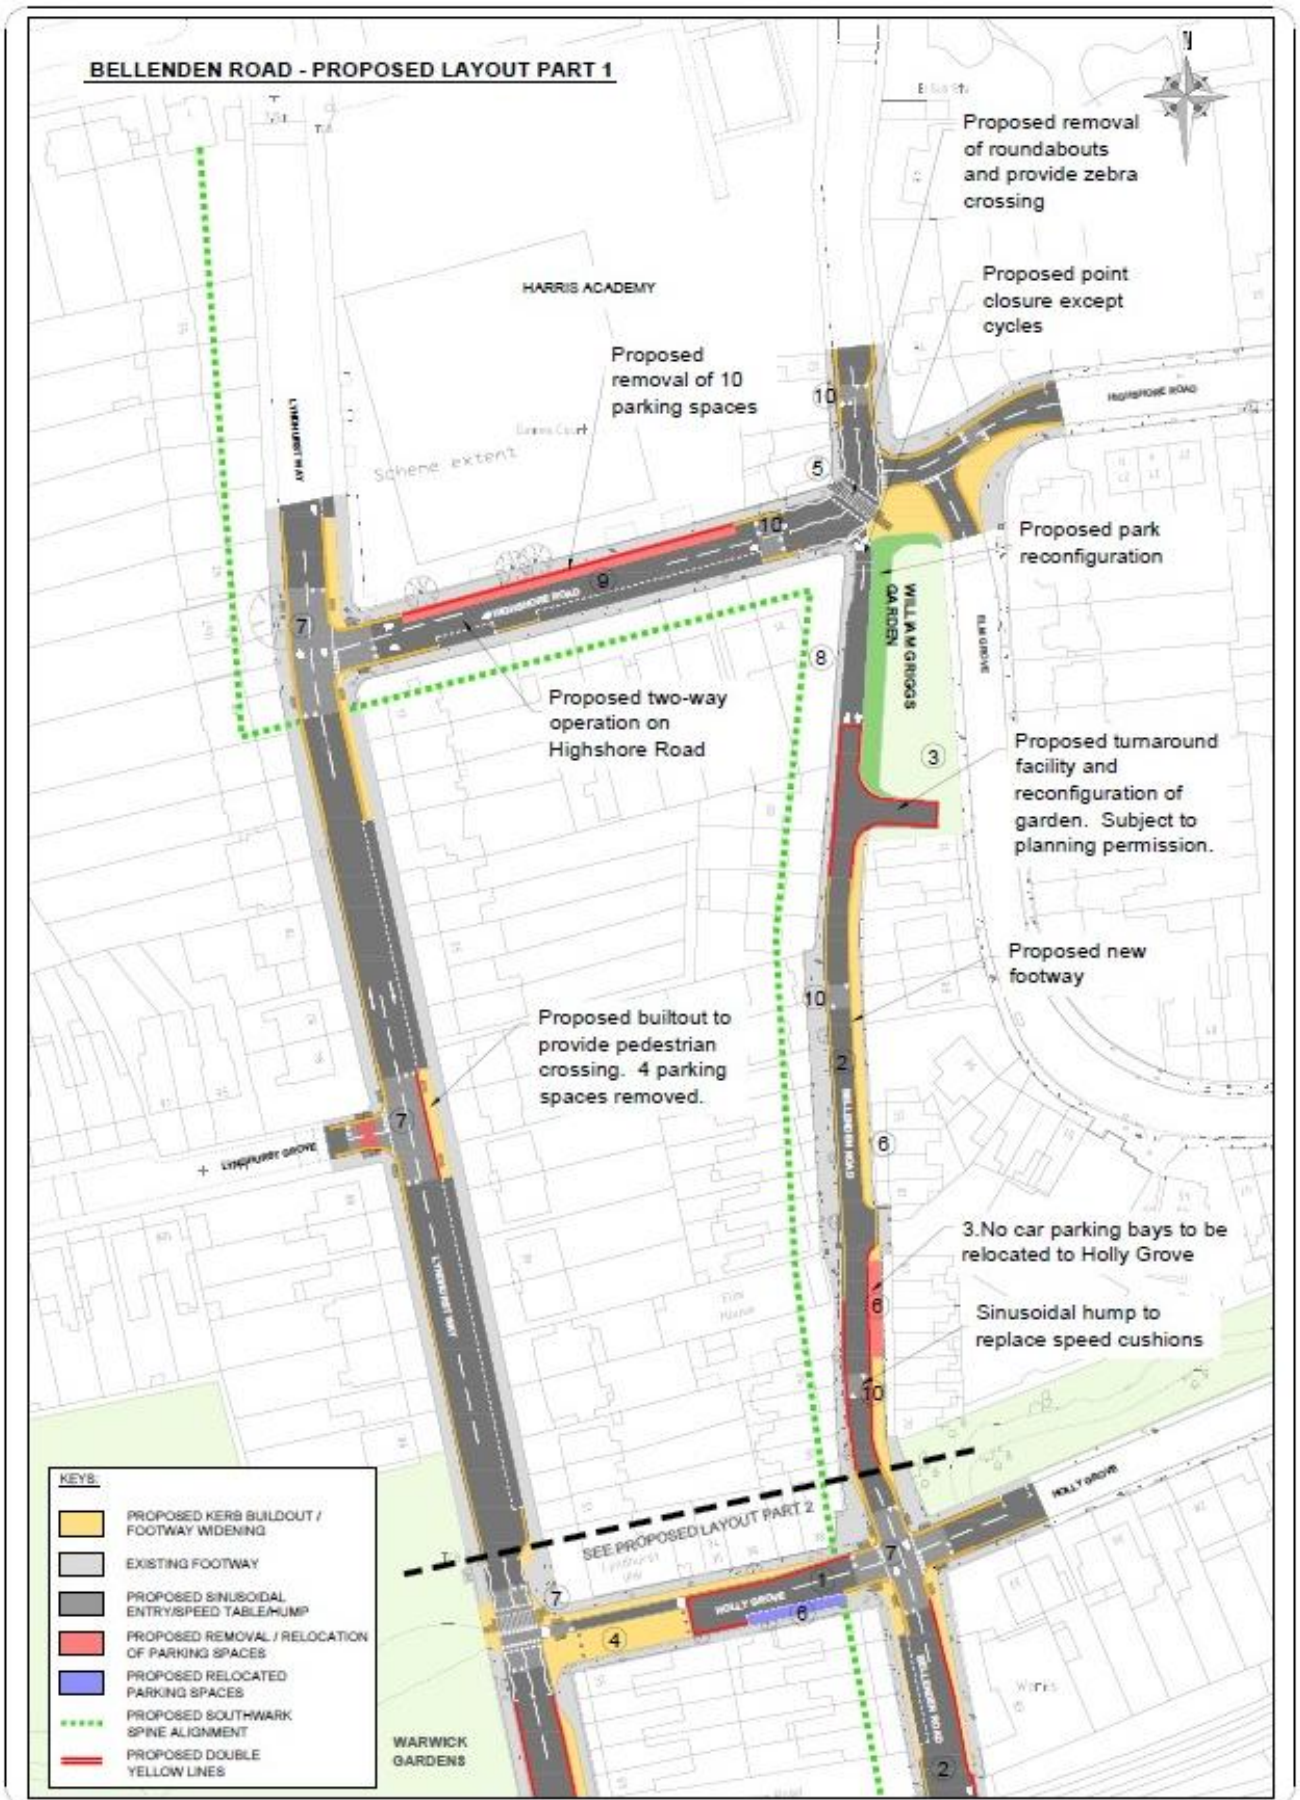 BELLENDEN ROAD - PROPOSED LAYOUT PART 1
N
Proposed removal
of roundabouts
and provide zebra
crossing
HARRIS ACADEMY
Proposed point
closure except
cycles
Proposed
removal of 10
parking spaces
10
HIGHSHORE ROAD
LYNDHURST WAY
Scheme extent
5
10
Proposed park
reconfiguration
9
HIGHSHORE ROAD
WILLIAM GRIGGS
GARDEN
ELM GROVE
7
8
Proposed two-way
operation on
Highshore Road
3
Proposed turnaround
facility and
reconfiguration of
garden. Subject to
planning permission.
Proposed new
footway
10
Proposed builtout to
provide pedestrian
crossing. 4 parking
spaces removed.
2
BELLENDEN ROAD
7
6
LYNDHURST GROVE
3.No car parking bays to be
relocated to Holly Grove
LYNDHURST WAY
6
Sinusoidal hump to
replace speed cushions
10
HOLLY GROVE
SEE PROPOSED LAYOUT PART 2
7
7
1
HOLLY GROVE
6
4
BELLENDEN ROAD
Works
2
WARWICK
GARDENS
KEYS:
PROPOSED KERB BUILDOUT /
FOOTWAY WIDENING
EXISTING FOOTWAY
PROPOSED SINUSOIDAL
ENTRY/SPEED TABLE/HUMP
PROPOSED REMOVAL / RELOCATION
OF PARKING SPACES
PROPOSED RELOCATED
PARKING SPACES
PROPOSED SOUTHWARK
SPINE ALIGNMENT
PROPOSED DOUBLE
YELLOW LINES